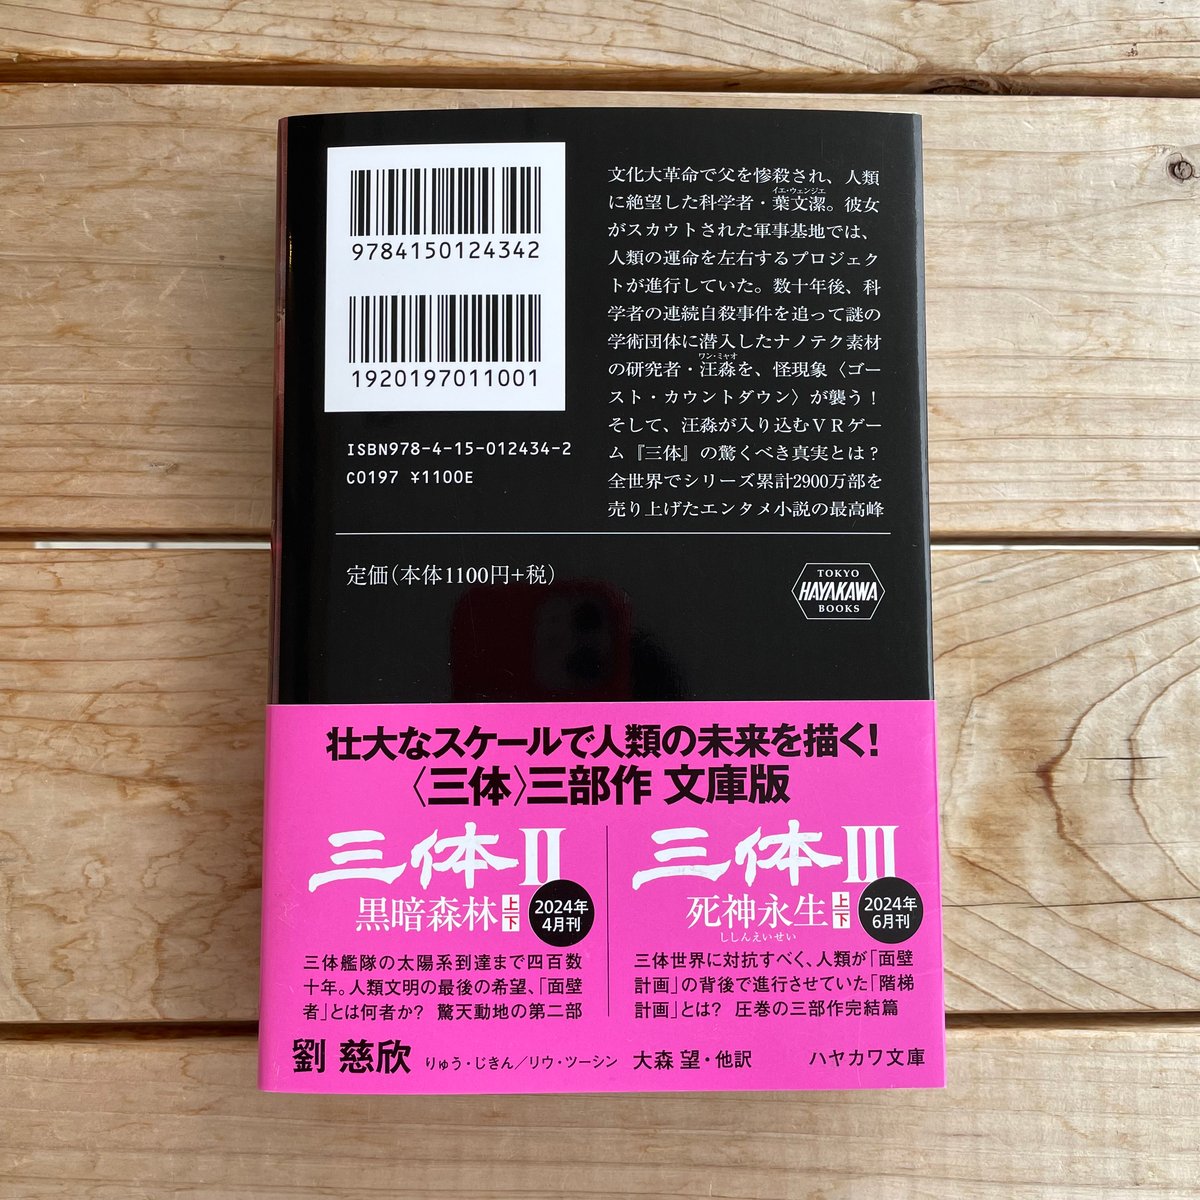 9784150124342
1920197011001
ISBN978-4-15-012434-2
C0197 ¥1100E
文化大革命で父を惨殺され、人類
に絶望した科学者・葉文潔。彼女
イエ・ウェンジエ
がスカウトされた軍事基地では、
人類の運命を左右するプロジェク
トが進行していた。数十年後、科
学者の連続自殺事件を追って謎の
学術団体に潜入したナノテク素材
の研究者・汪淼を、怪現象〈ゴー
ワン・ミャオ
スト・カウントダウン〉が襲う！
そして、汪淼が入り込むＶＲゲー
ム『三体』の驚くべき真実とは？
全世界でシリーズ累計2900万部を
売り上げたエンタメ小説の最高峰
定価（本体1100円+税）
TOKYO
HAYAKAWA
BOOKS
壮大なスケールで人類の未来を描く！
〈三体〉三部作 文庫版
三体Ⅱ
黒暗森林 上 下
2024年
4月刊
三体艦隊の太陽系到達まで四百数
十年。人類文明の最後の希望、「面壁
者」とは何者か？ 驚天動地の第二部
三体Ⅲ
死神永生 上 下
ししんえいせい
2024年
6月刊
三体世界に対抗すべく、人類が「面壁
計画」の背後で進行させていた「階梯
計画」とは？ 圧巻の三部作完結篇
劉 慈欣 りゅう・じきん／リウ・ツーシン 大森 望・他訳 ハヤカワ文庫